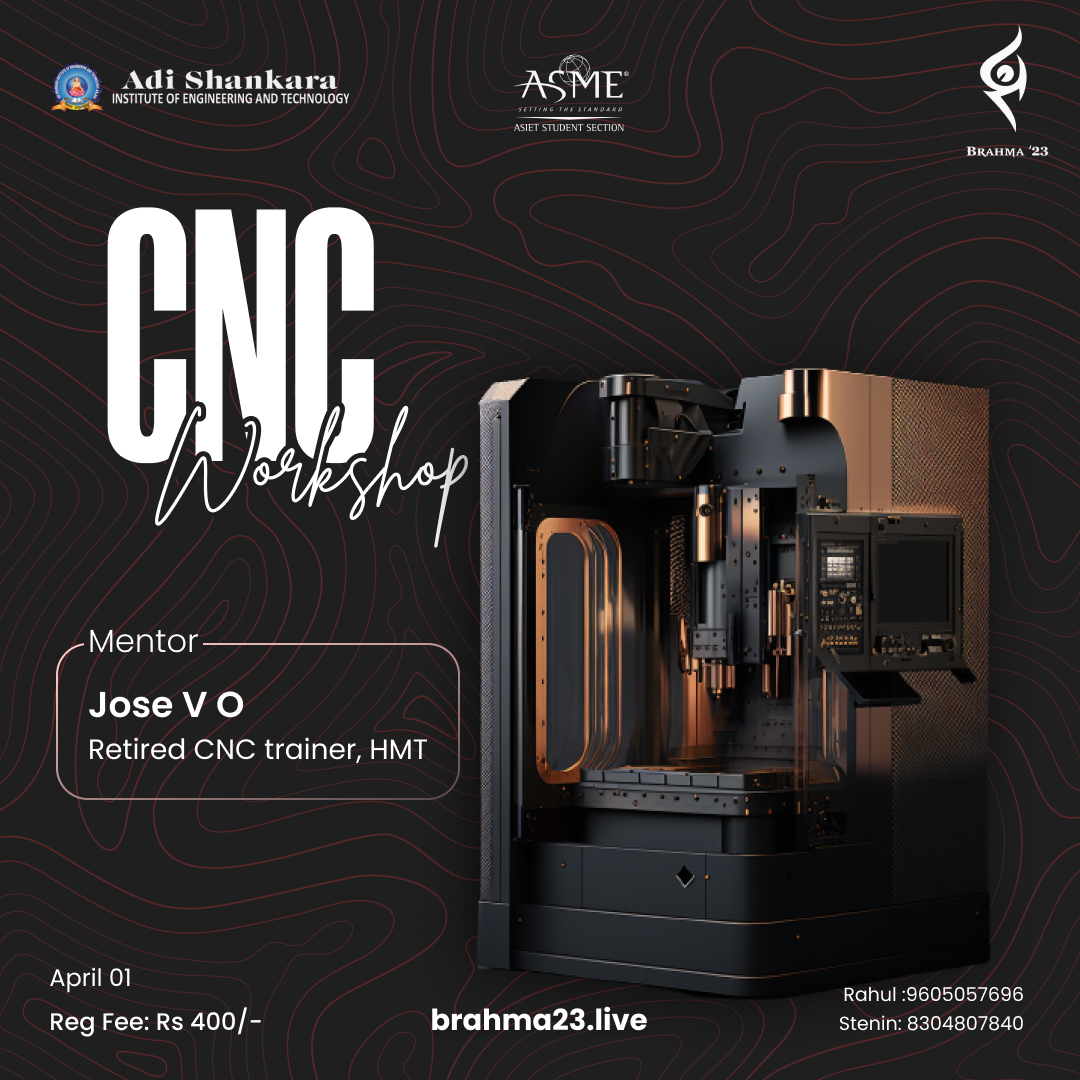 Adi Shankara
INSTITUTE OF ENGINEERING AND TECHNOLOGY
ASME®
SETTING THE STANDARD
ASIET STUDENT SECTION
BRAHMA '23
CNC
Workshop
Mentor
Jose V O
Retired CNC trainer, HMT
April 01
Reg Fee: Rs 400/-
brahma23.live
Rahul :9605057696
Stenin: 8304807840